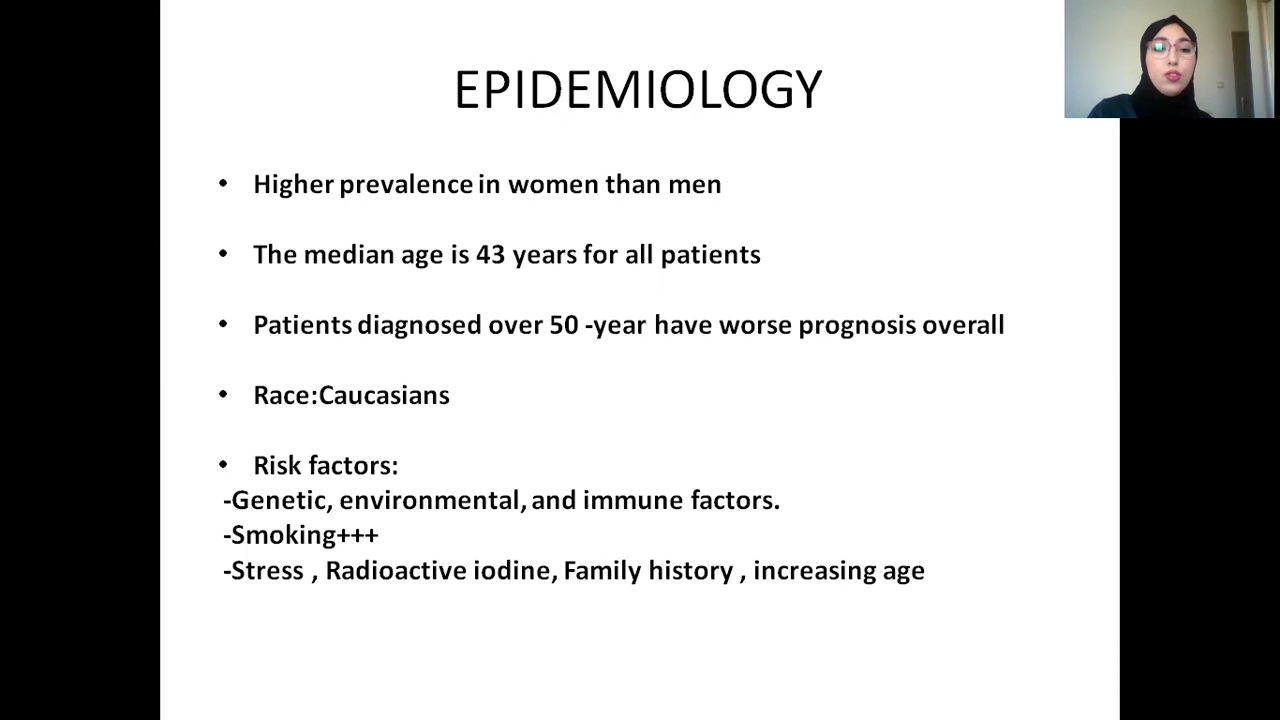 EPIDEMIOLOGY
• Higher prevalence in women than men
• The median age is 43 years for all patients
• Patients diagnosed over 50 -year have worse prognosis overall
• Race:Caucasians
• Risk factors:
-Genetic, environmental, and immune factors.
-Smoking+++
-Stress , Radioactive iodine, Family history , increasing age